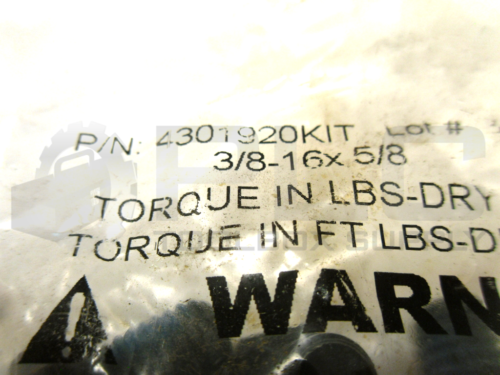 P/N: 4301920KIT Lot #
3/8-16x 5/8
TORQUE IN LBS-DRY
TORQUE IN FT LBS-D
WARN